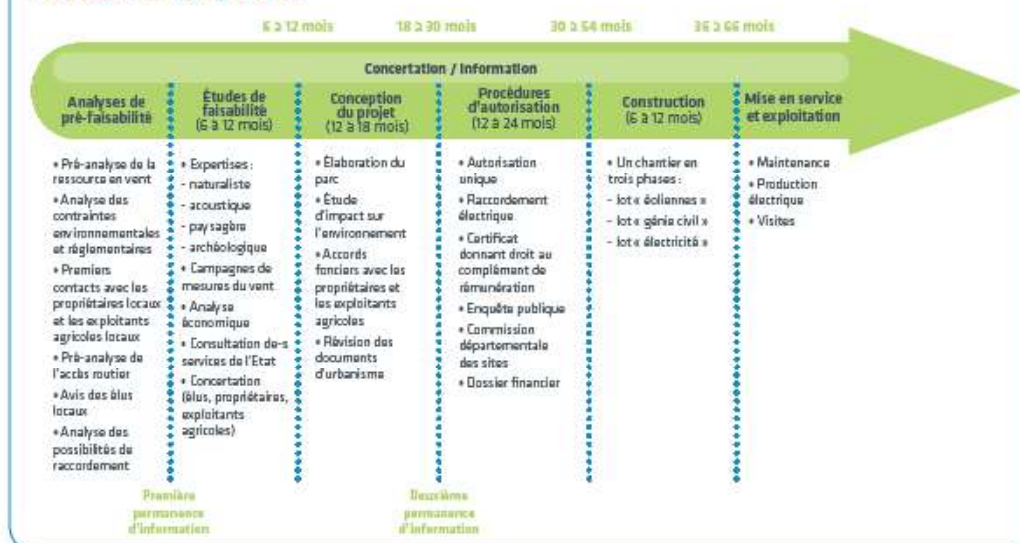 6 à 12 mois
18 à 30 mois
30 à 54 mois
36 à 66 mois
Concertation / Information
Analyses de
pré-faisabilité
Études de
faisabilité
(6 à 12 mois)
Conception
du projet
(12 à 18 mois)
Procédures
d'autorisation
(12 à 24 mois)
Construction
(6 à 12 mois)
Mise en service
et exploitation
• Pré-analyse de la
ressource en vent
• Analyse des
contraintes
environnementales
et réglementaires
• Premiers
contacts avec les
propriétaires locaux
et les exploitants
agricoles locaux
• Pré-analyse de
l'accès routier
• Avis des élus
locaux
• Analyse des
possibilités de
raccordement
• Expertises :
- naturaliste
- acoustique
- paysagère
- archéologique
• Campagnes de
mesures du vent
• Analyse
économique
• Consultation de-s
services de l'Etat
• Concertation
(élus, propriétaires,
exploitants
agricoles)
• Élaboration du
parc
• Étude
d'impact sur
l'environnement
• Accords
fonciers avec les
propriétaires et
les exploitants
agricoles
• Révision des
documents
d'urbanisme
• Autorisation
unique
• Raccordement
électrique
• Certificat
donnant droit au
complément de
rémunération
• Enquête publique
• Commission
départementale
des sites
• Dossier financier
• Un chantier en
trois phases :
- lot « éoliennes »
- lot « génie civil »
- lot « électricité »
• Maintenance
• Production
électrique
• Visites
Première
permanence
d'information
Deuxième
permanence
d'information